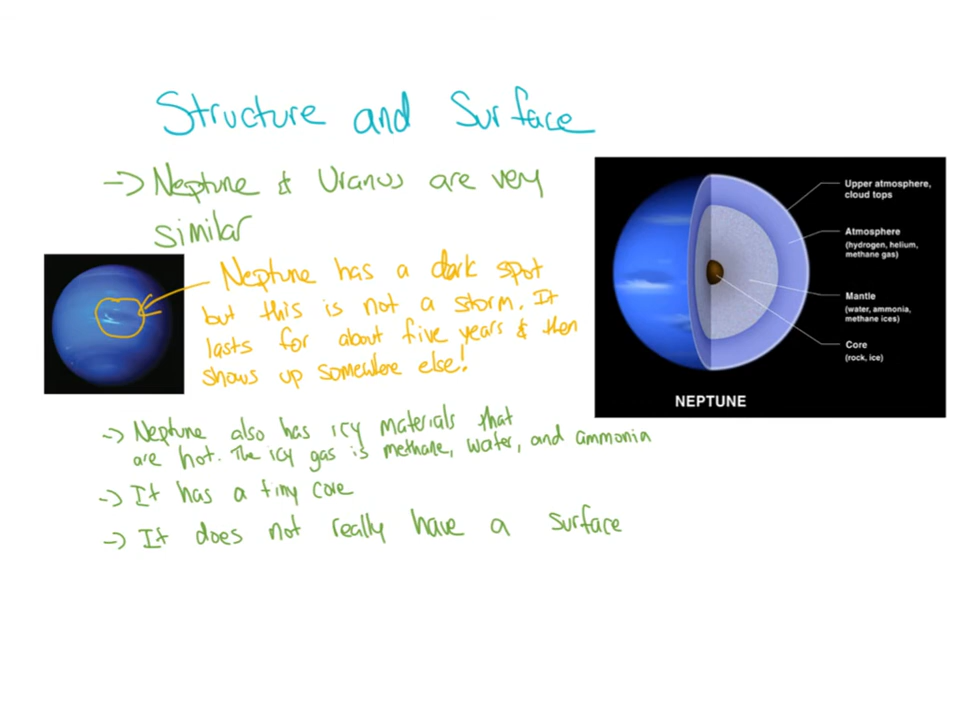 Structure and Surface
-> Neptune & Uranus are very
similar
Neptune has a dark spot
but this is not a storm. It
lasts for about five years & then
shows up somewhere else!
-> Neptune also has icy materials that
are hot. The icy gas is methane, water, and ammonia
-> It has a tiny core
-> It does not really have a surface
Upper atmosphere,
cloud tops
Atmosphere
(hydrogen, helium,
methane gas)
Mantle
(water, ammonia,
methane ices)
Core
(rock, ice)
NEPTUNE